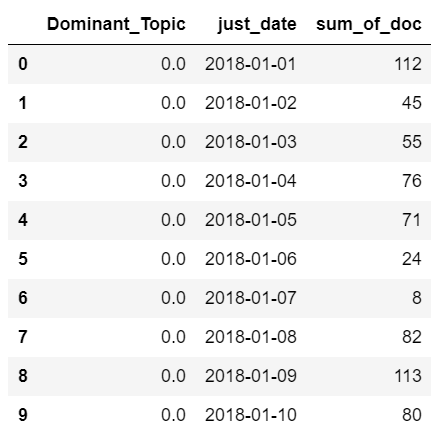 Dominant_Topic just_date sum_of_doc
0 0.0 2018-01-01 112
1 0.0 2018-01-02 45
2 0.0 2018-01-03 55
3 0.0 2018-01-04 76
4 0.0 2018-01-05 71
5 0.0 2018-01-06 24
6 0.0 2018-01-07 8
7 0.0 2018-01-08 82
8 0.0 2018-01-09 113
9 0.0 2018-01-10 80